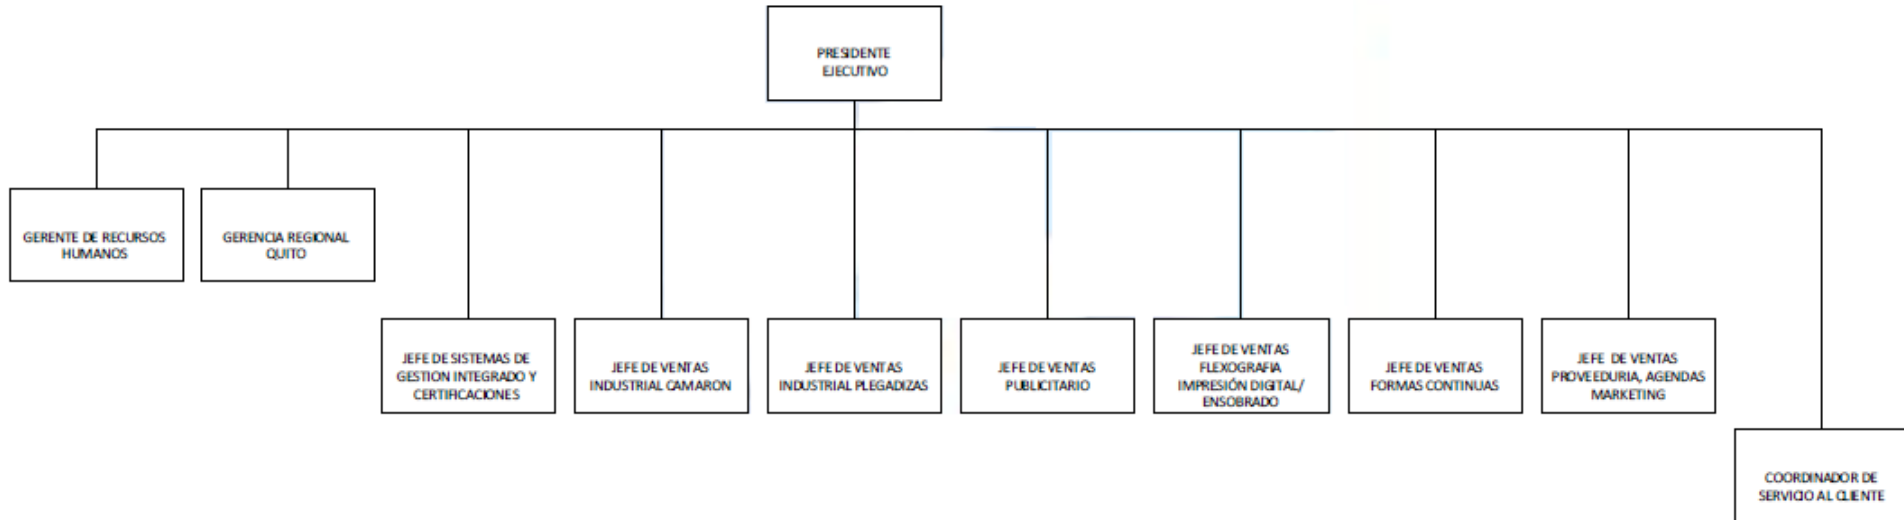 PRESIDENTE
EJECUTIVO
GERENTE DE RECURSOS
HUMANOS
GERENCIA REGIONAL
QUITO
JEFE DE SISTEMAS DE
GESTION INTEGRADO Y
CERTIFICACIONES
JEFE DE VENTAS
INDUSTRIAL CAMARON
JEFE DE VENTAS
INDUSTRIAL PLEGADIZAS
JEFE DE VENTAS
PUBLICITARIO
JEFE DE VENTAS
FLEXOGRAFIA
IMPRESIÓN DIGITAL/
ENSOBRADO
JEFE DE VENTAS
FORMAS CONTINUAS
JEFE DE VENTAS
PROVEEDURIA, AGENDAS
MARKETING
COORDINADOR DE
SERVICIO AL CLIENTE